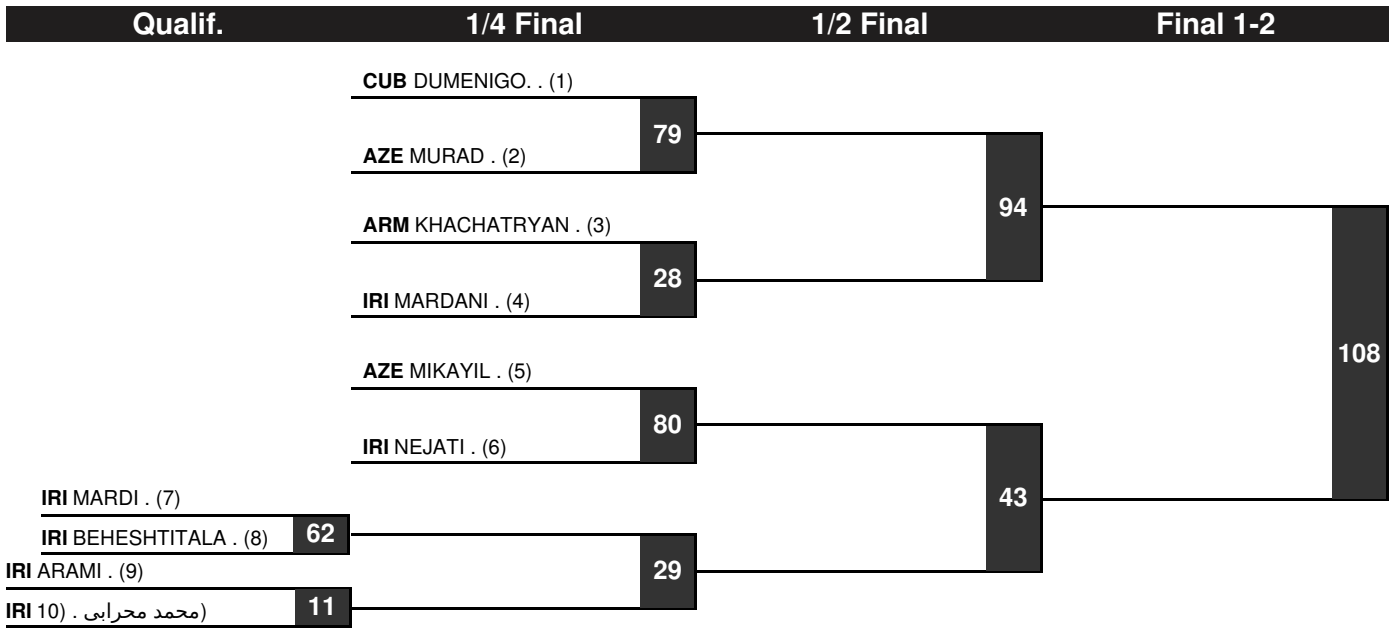 Qualif. 1/4 Final 1/2 Final Final 1-2
CUB DUMENIGO. . (1)
79
AZE MURAD . (2)
94
ARM KHACHATRYAN . (3)
28
IRI MARDANI . (4)
108
AZE MIKAYIL . (5)
80
IRI NEJATI . (6)
43
IRI MARDI . (7)
62
IRI BEHESHTITALA . (8)
29
IRI ARAMI . (9)
11
IRI محمد محرابی . (10)